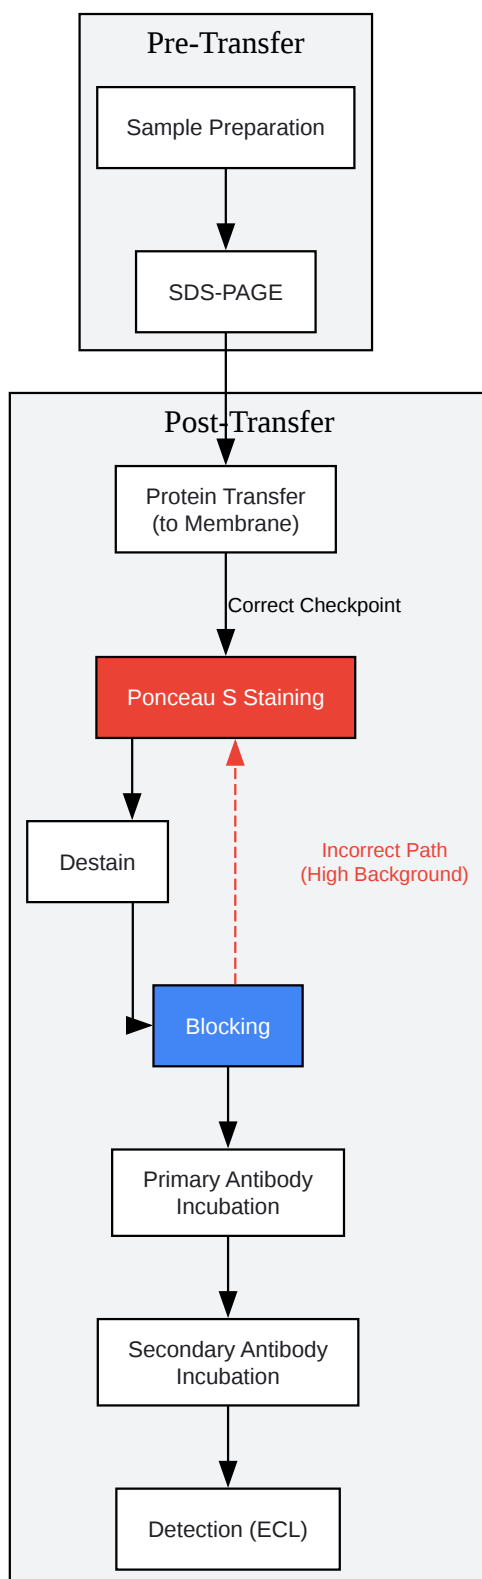 Pre-Transfer
Sample Preparation
SDS-PAGE
Post-Transfer
Protein Transfer
(to Membrane)
Correct Checkpoint
Ponceau S Staining
Destain
Incorrect Path
(High Background)
Blocking
Primary Antibody
Incubation
Secondary Antibody
Incubation
Detection (ECL)